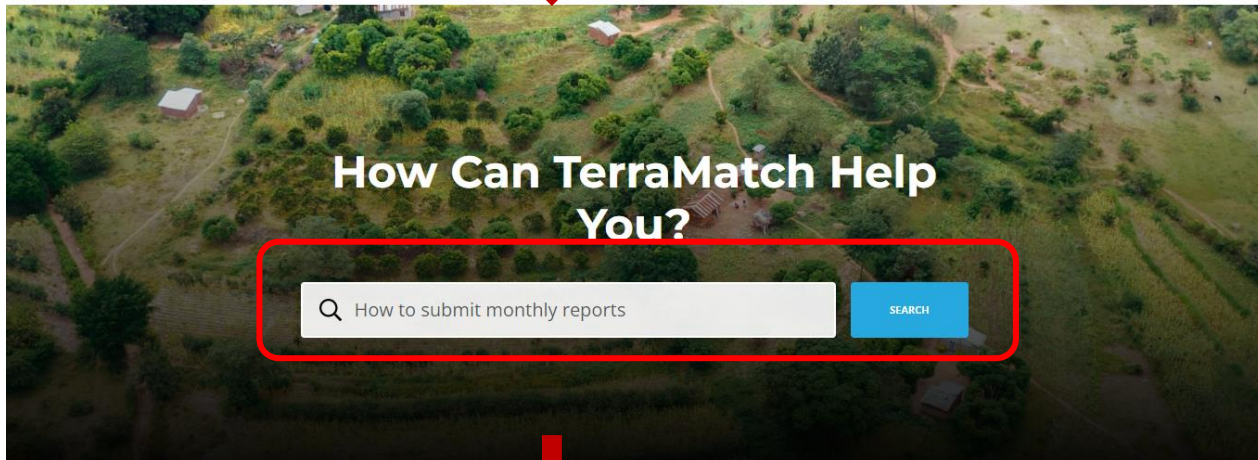 How Can TerraMatch Help
You?
How to submit monthly reports
SEARCH